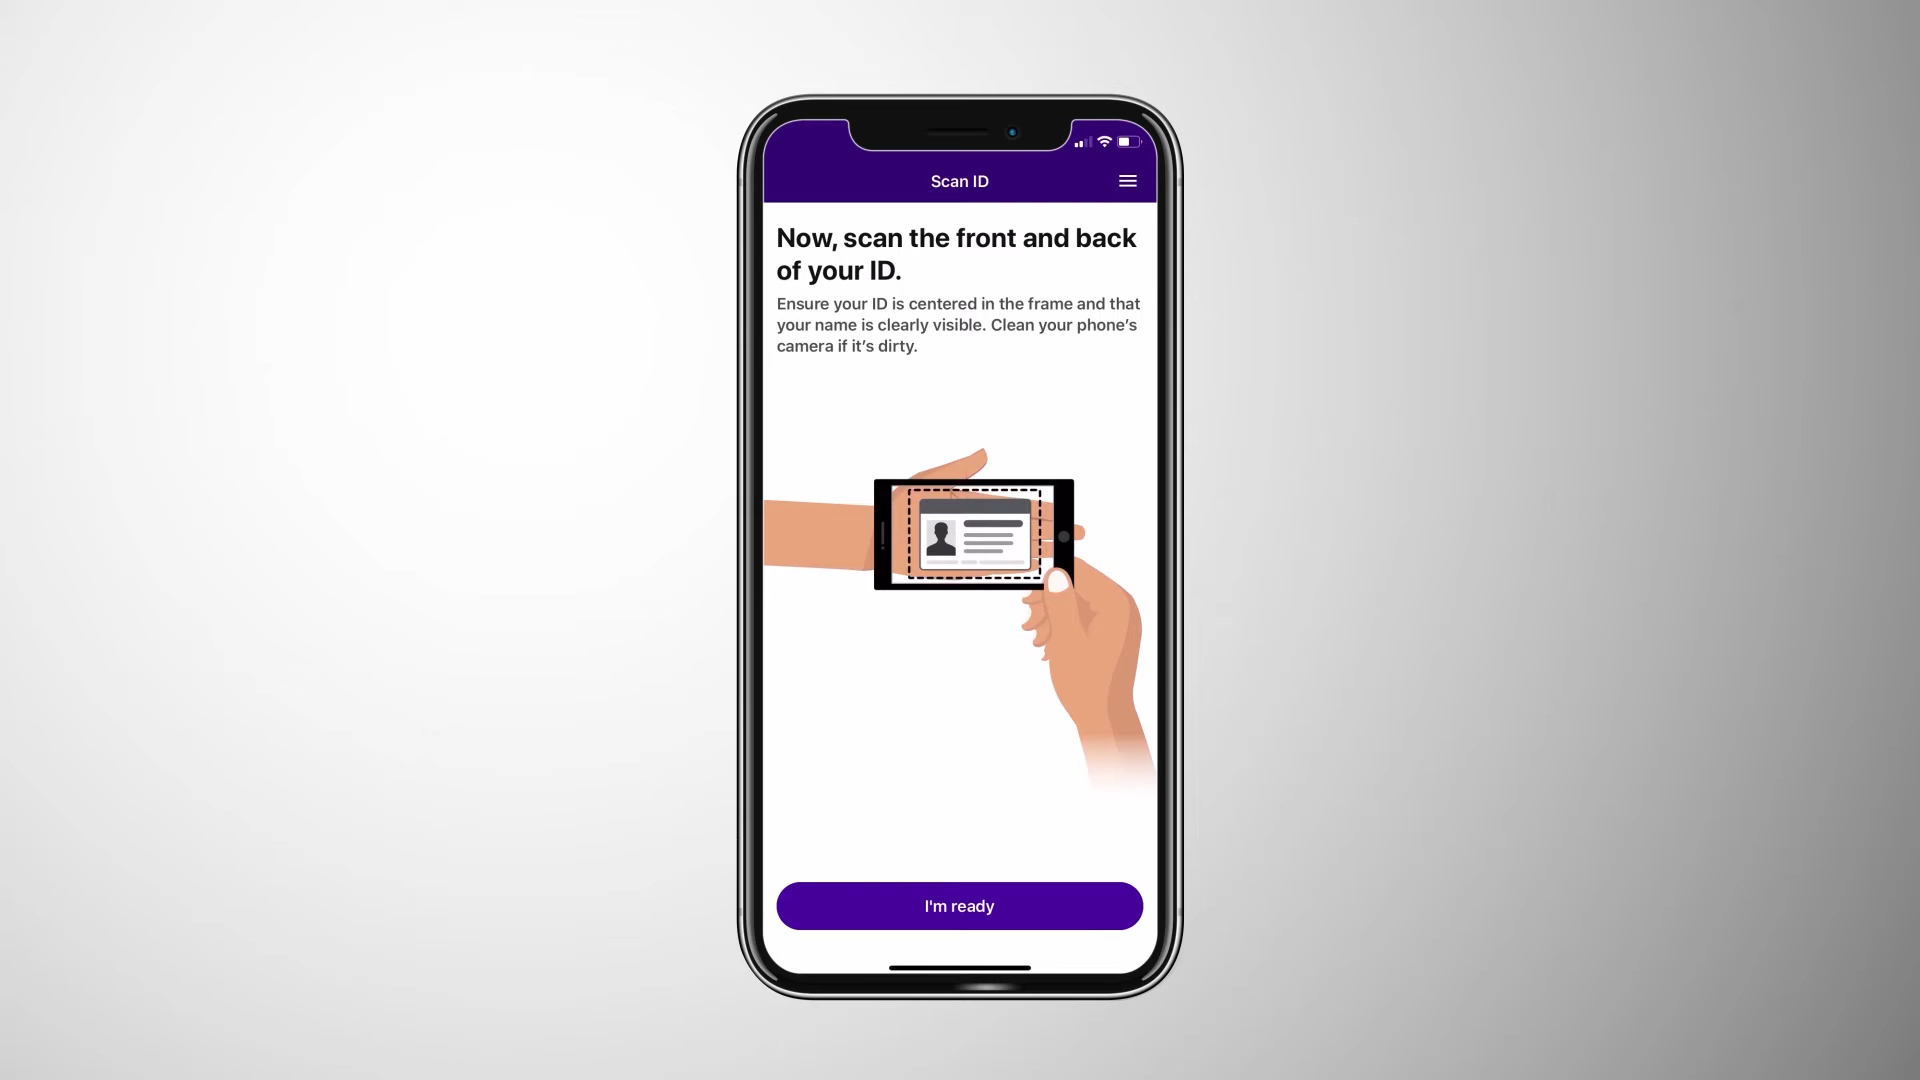 Scan ID
Now, scan the front and back
of your ID.
Ensure your ID is centered in the frame and that
your name is clearly visible. Clean your phone’s
camera if it’s dirty.
I'm ready